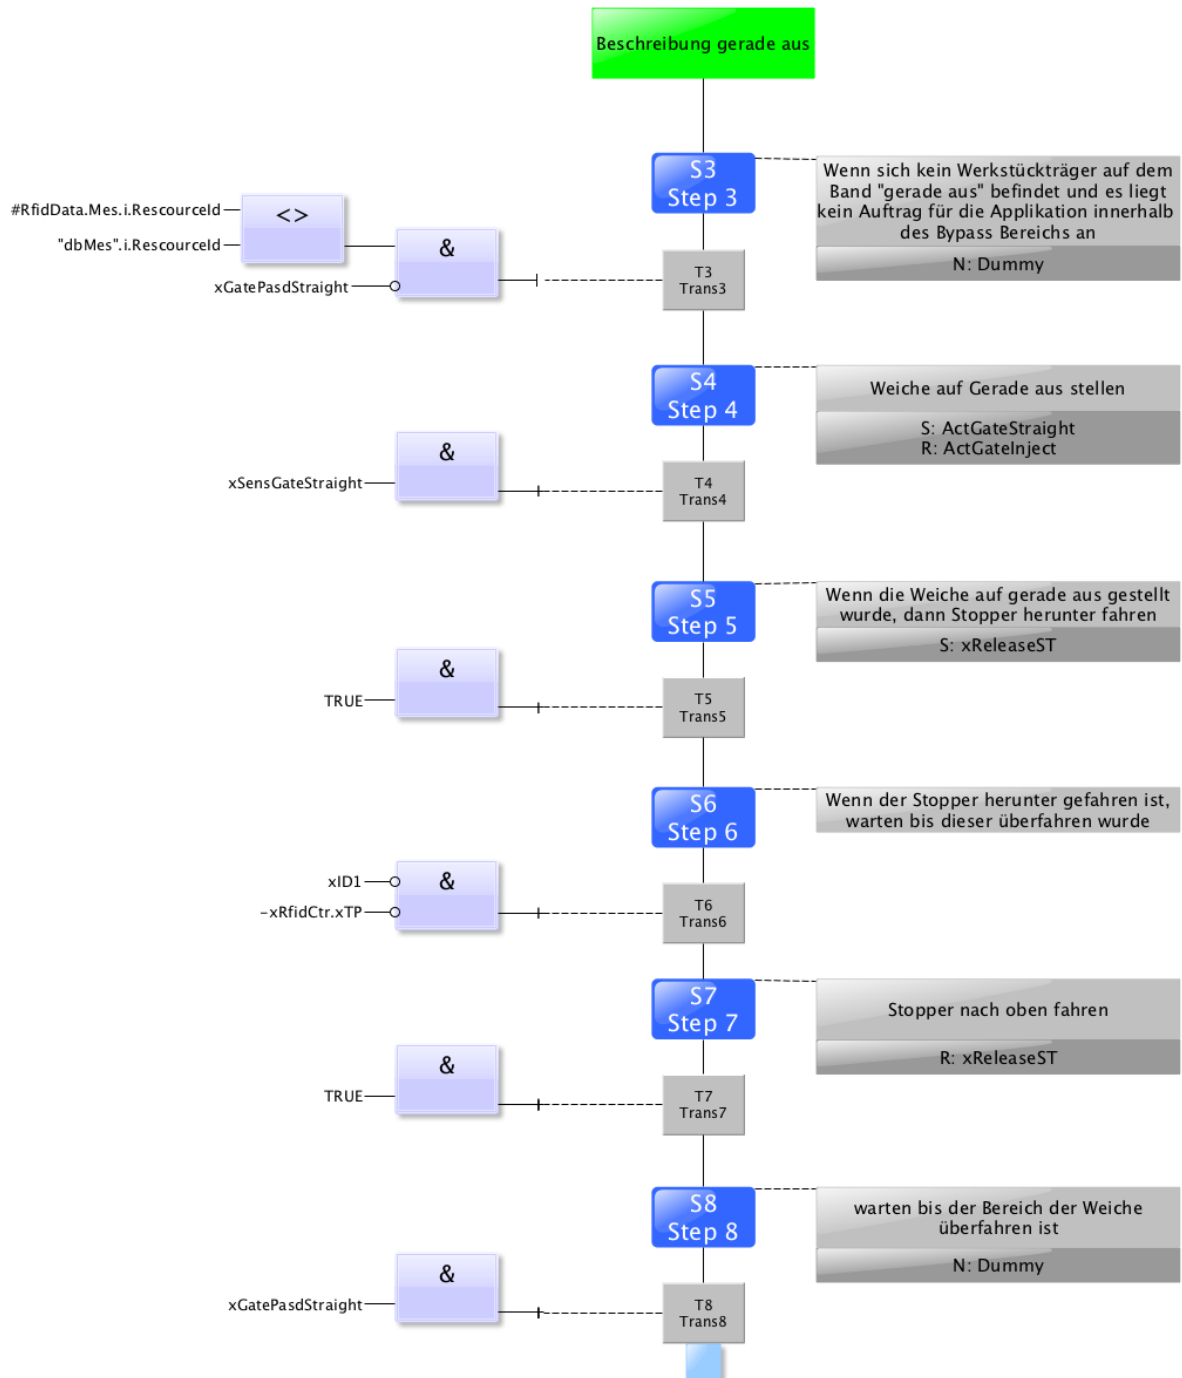 Beschreibung gerade aus
S3
Step 3
Wenn sich kein Werkstückträger auf dem
Band "gerade aus" befindet und es liegt
kein Auftrag für die Applikation innerhalb
des Bypass Bereichs an
N: Dummy
#RfidData.Mes.i.RescourceId
"dbMes".i.RescourceId
<>
&
xGatePasdStraight
T3
Trans3
S4
Step 4
Weiche auf Gerade aus stellen
S: ActGateStraight
R: ActGateInject
&
xSensGateStraight
T4
Trans4
S5
Step 5
Wenn die Weiche auf gerade aus gestellt
wurde, dann Stopper herunter fahren
S: xReleaseST
&
TRUE
T5
Trans5
S6
Step 6
Wenn der Stopper herunter gefahren ist,
warten bis dieser überfahren wurde
&
xID1
-xRfidCtr.xTP
T6
Trans6
S7
Step 7
Stopper nach oben fahren
R: xReleaseST
&
TRUE
T7
Trans7
S8
Step 8
warten bis der Bereich der Weiche
überfahren ist
N: Dummy
&
xGatePasdStraight
T8
Trans8